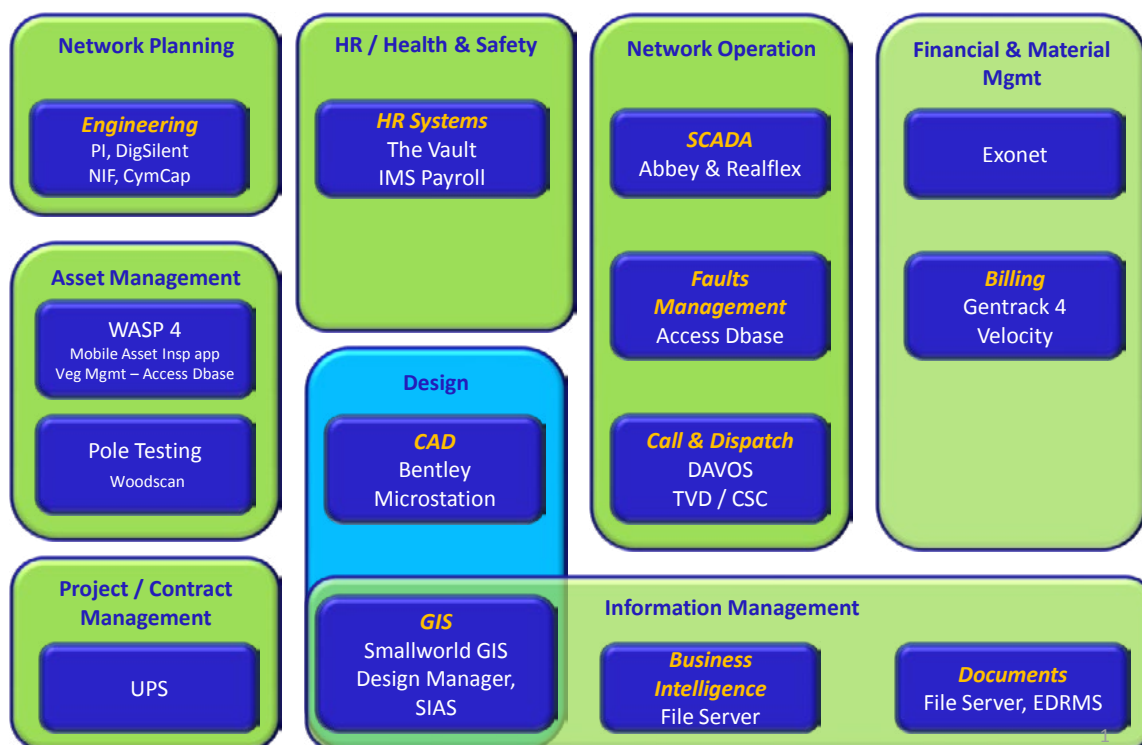 Network Planning
Engineering
PI, DigSilent
NIF, CymCap
HR / Health & Safety
HR Systems
The Vault
IMS Payroll
Network Operation
SCADA
Abbey & Realflex
Faults
Management
Access Dbase
Call & Dispatch
DAVOS
TVD / CSC
Financial & Material
Mgmt
Exonet
Billing
Gentrack 4
Velocity
Asset Management
WASP 4
Mobile Asset Insp app
Veg Mgmt – Access Dbase
Pole Testing
Woodscan
Design
CAD
Bentley
Microstation
Project / Contract
Management
UPS
GIS
Smallworld GIS
Design Manager,
SIAS
Information Management
Business
Intelligence
File Server
Documents
File Server, EDRMS
1